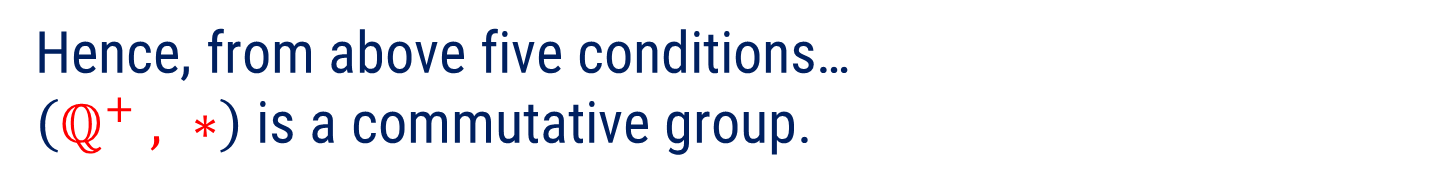 Hence, from above five conditions…
(ℚ⁺ , *) is a commutative group.